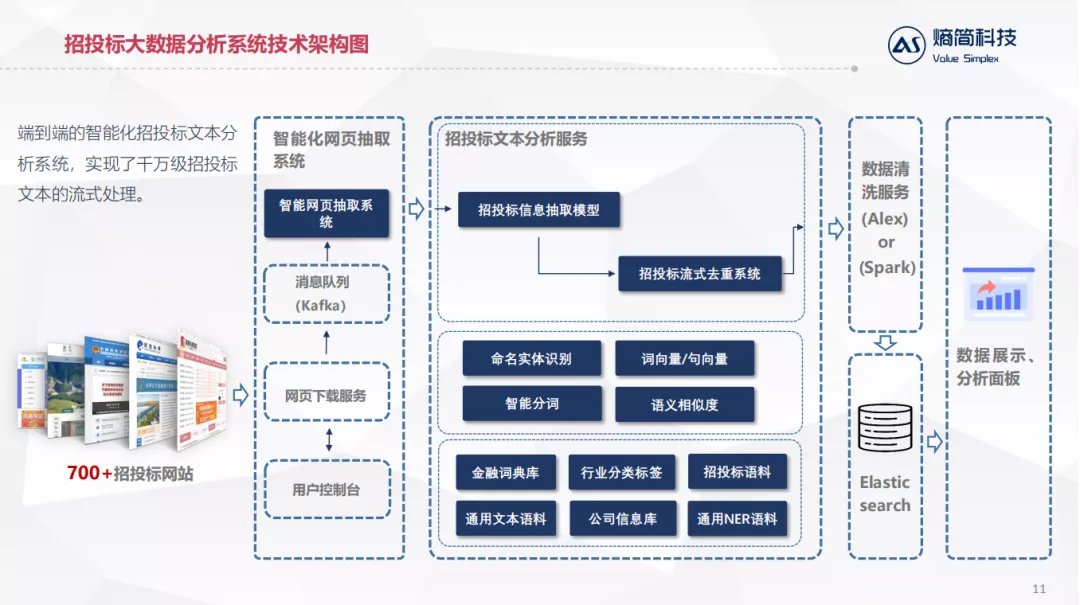 招投标大数据分析系统技术架构图
熵简科技
Value Simplex
端到端的智能化招投标文本分
析系统，实现了千万级招投标
文本的流式处理。
700+招投标网站
智能化网页抽取
系统
智能网页抽取系
统
消息队列
(Kafka)
网页下载服务
用户控制台
招投标文本分析服务
招投标信息抽取模型
招投标流式去重系统
命名实体识别
词向量/句向量
智能分词
语义相似度
金融词典库
行业分类标签
招投标语料
通用文本语料
公司信息库
通用NER语料
数据清
洗服务
(Alex)
or
(Spark)
Elastic
search
数据展示、
分析面板
11